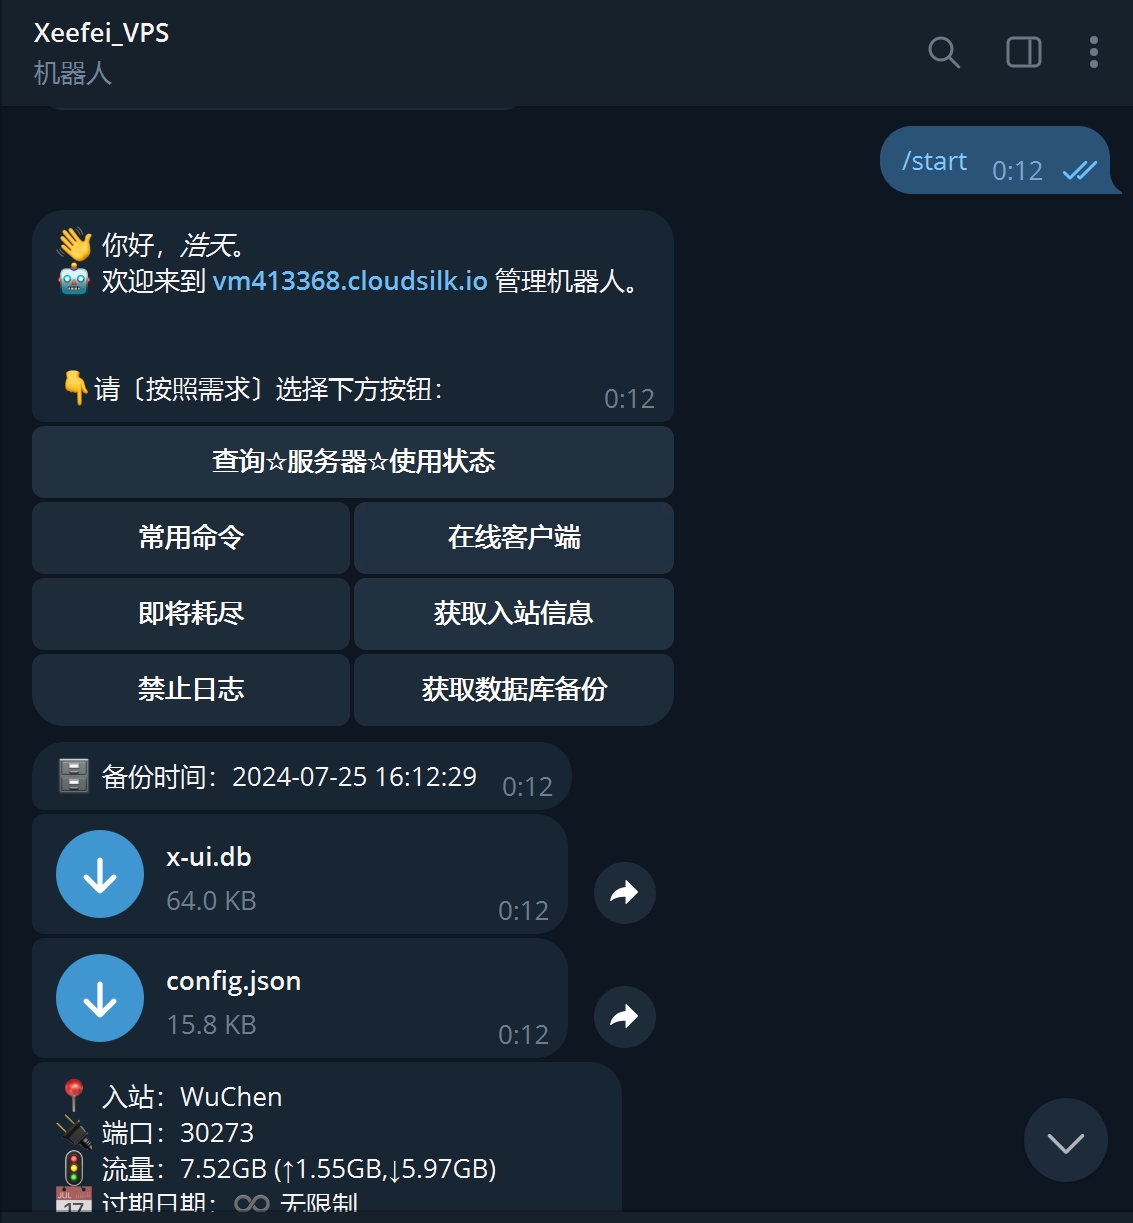 Xeefei_VPS
机器人
/start 0:12
👋 你好，浩天。
🤖 欢迎来到 vm413368.cloudsilk.io 管理机器人。
👇请〔按照需求〕选择下方按钮：
0:12
查询☆服务器☆使用状态
常用命令 在线客户端
即将耗尽 获取入站信息
禁止日志 获取数据库备份
🗄 备份时间：2024-07-25 16:12:29 0:12
x-ui.db
64.0 KB 0:12
config.json
15.8 KB 0:12
📍 入站：WuChen
🔌 端口：30273
🚦 流量：7.52GB (↑1.55GB,↓5.97GB)
📅 过期日期：♾ 无限制